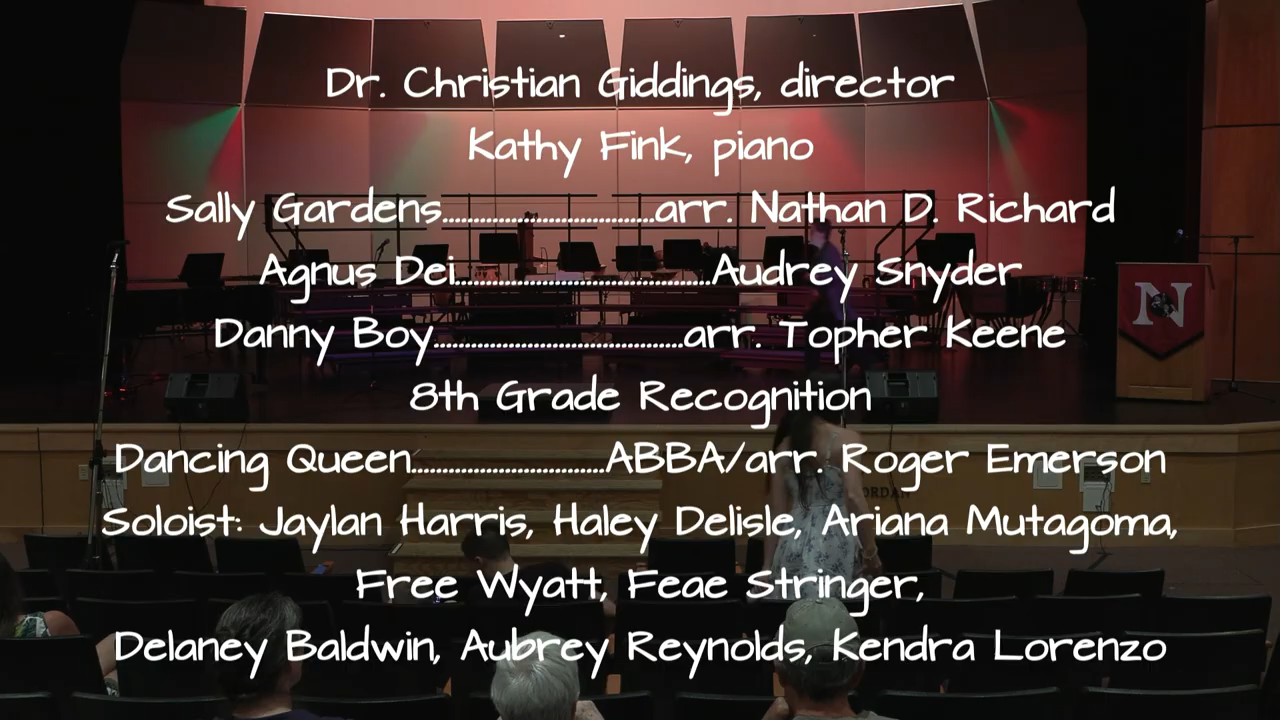 Dr. Christian Giddings, director
Kathy Fink, piano
Sally Gardens..................................arr. Nathan D. Richard
Agnus Dei.........................................Audrey Snyder
Danny Boy........................................arr. Topher Keene
8th Grade Recognition
Dancing Queen...............................ABBA/arr. Roger Emerson
Soloist: Jaylan Harris, Haley Delisle, Ariana Mutagoma,
Free Wyatt, Feae Stringer,
Delaney Baldwin, Aubrey Reynolds, Kendra Lorenzo
N